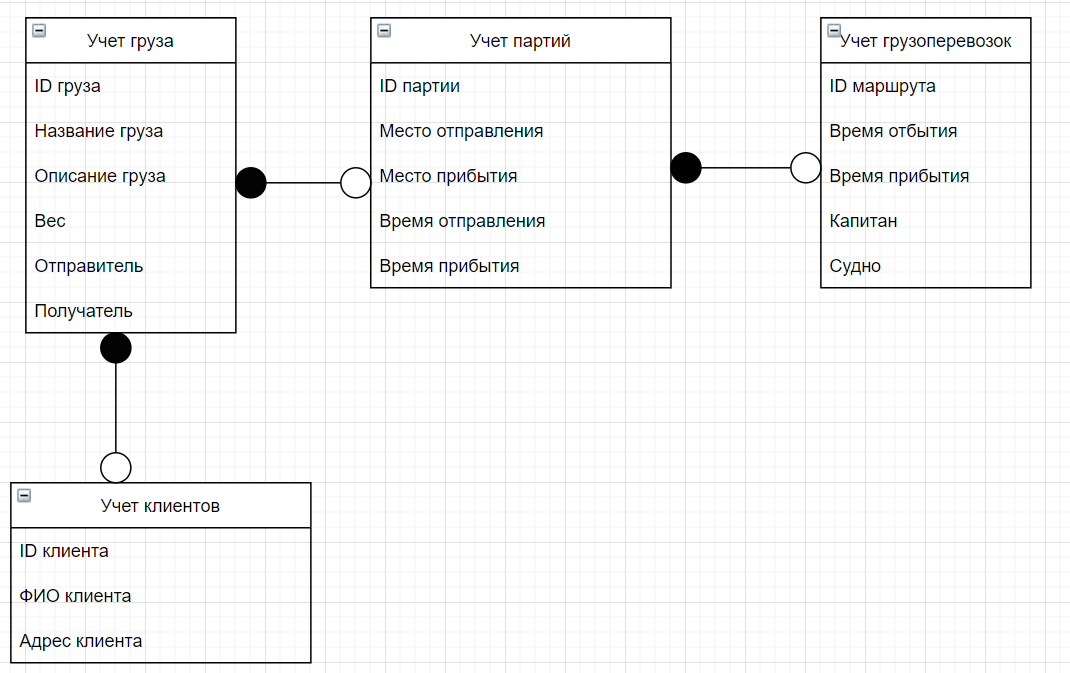 Учет груза
ID груза
Название груза
Описание груза
Вес
Отправитель
Получатель
Учет партий
ID партии
Место отправления
Место прибытия
Время отправления
Время прибытия
Учет грузоперевозок
ID маршрута
Время отбытия
Время прибытия
Капитан
Судно
Учет клиентов
ID клиента
ФИО клиента
Адрес клиента